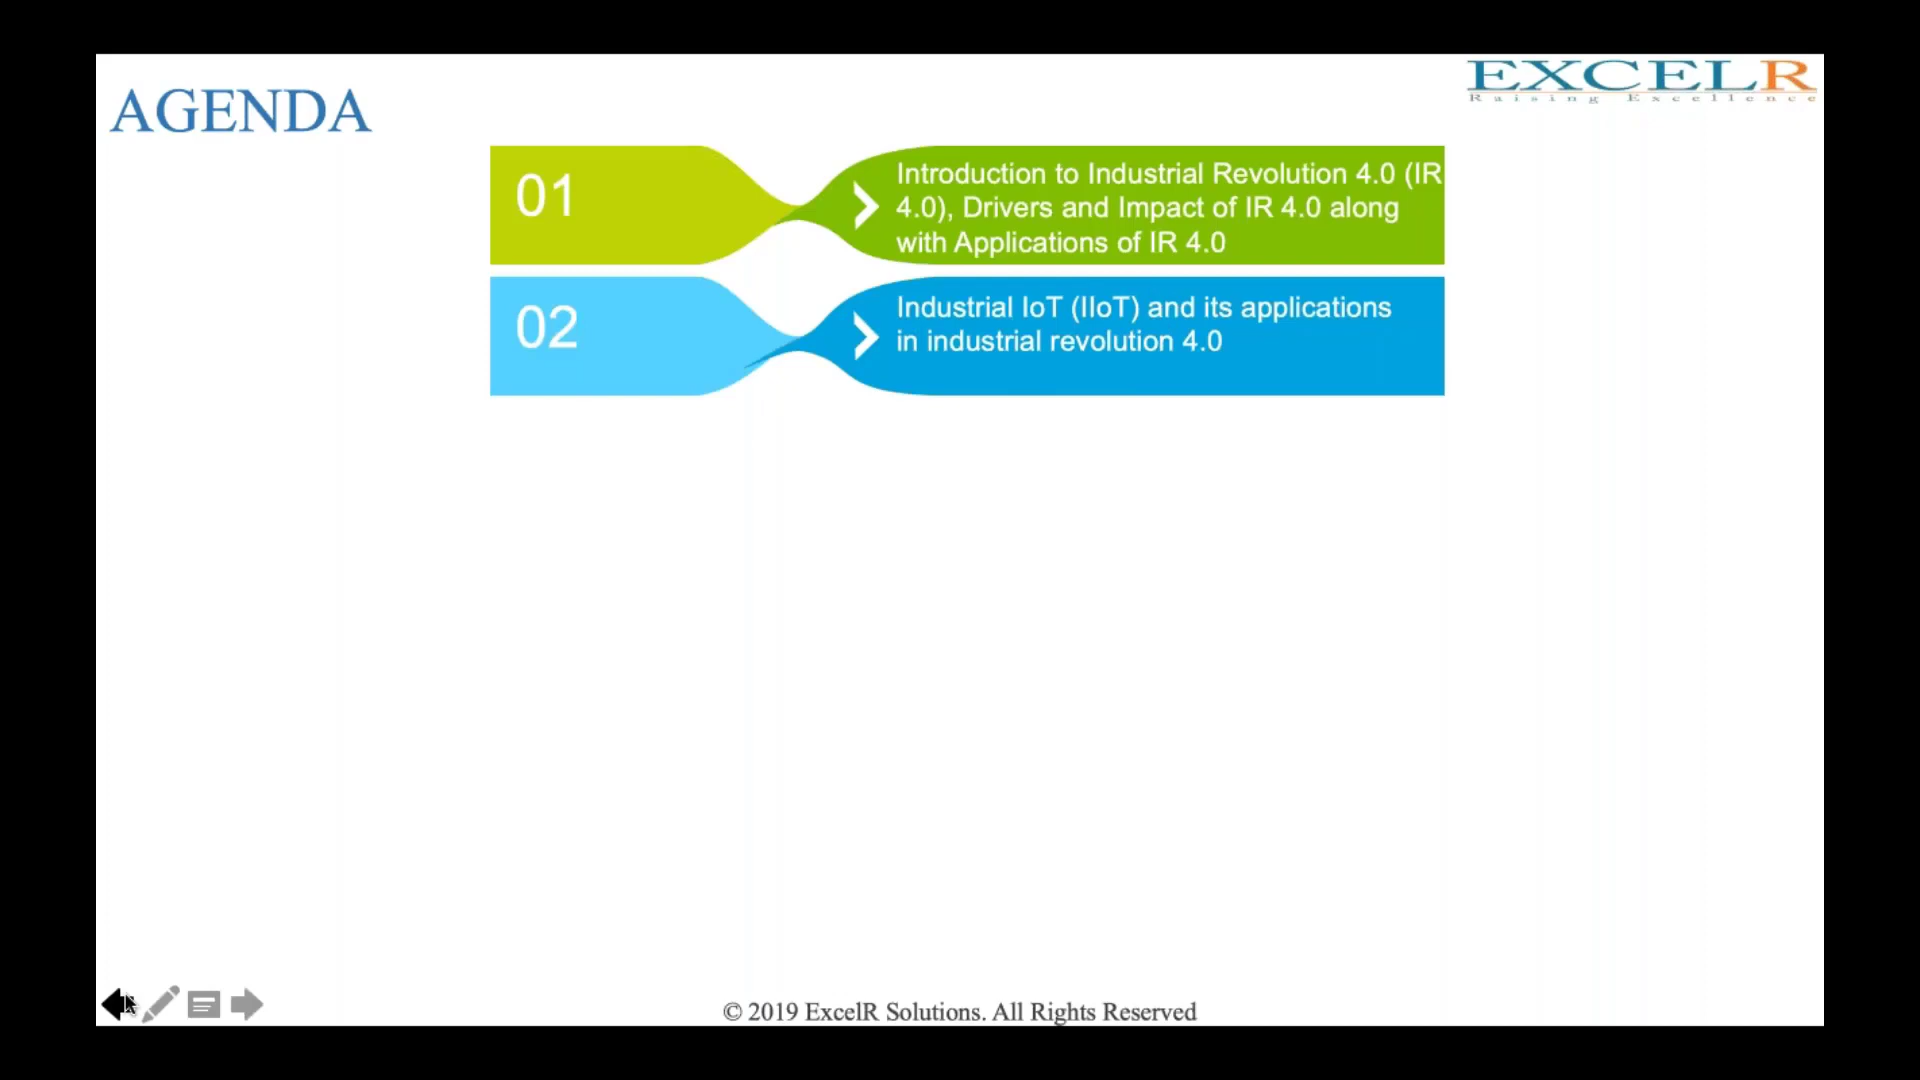 EXCELR
Raising Excellence
AGENDA
01
Introduction to Industrial Revolution 4.0 (IR
4.0), Drivers and Impact of IR 4.0 along
with Applications of IR 4.0
02
Industrial IoT (IIoT) and its applications
in industrial revolution 4.0
© 2019 ExcelR Solutions. All Rights Reserved